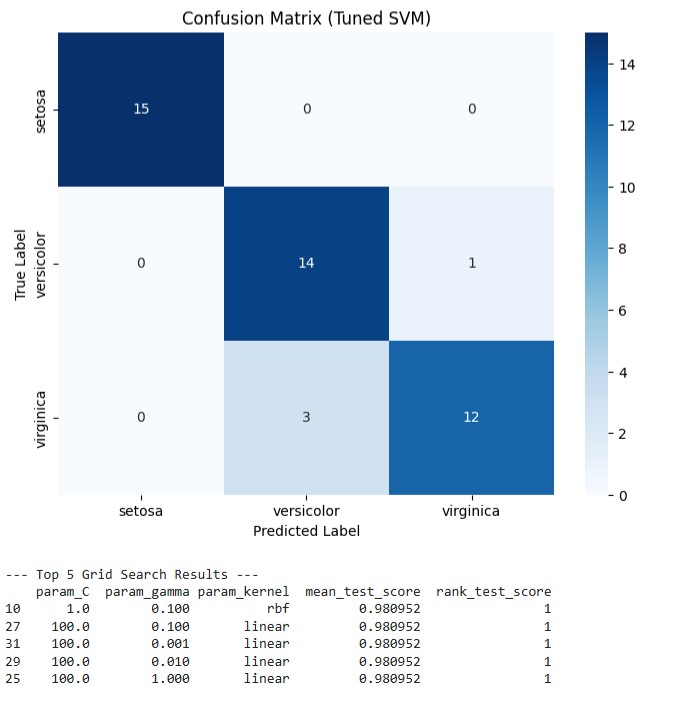 Confusion Matrix (Tuned SVM)
setosa
15 0 0
14
12
10
8
6
4
2
0
True Label
versicolor
0 14 1
virginica
0 3 12
setosa versicolor virginica
Predicted Label
--- Top 5 Grid Search Results ---
param_C param_gamma param_kernel mean_test_score rank_test_score
10 1.0 0.100 rbf 0.980952 1
27 100.0 0.100 linear 0.980952 1
31 100.0 0.001 linear 0.980952 1
29 100.0 0.010 linear 0.980952 1
25 100.0 1.000 linear 0.980952 1